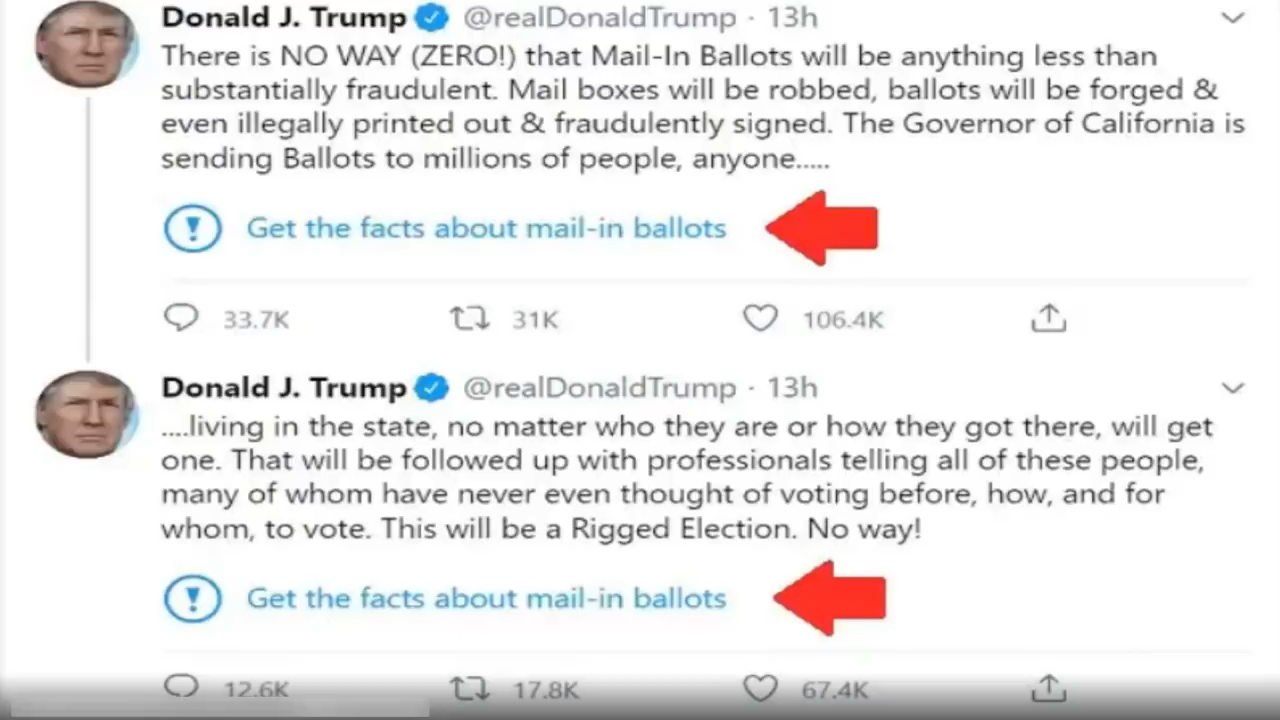 Donald J. Trump @realDonaldTrump · 13h
There is NO WAY (ZERO!) that Mail-In Ballots will be anything less than
substantially fraudulent. Mail boxes will be robbed, ballots will be forged &
even illegally printed out & fraudulently signed. The Governor of California is
sending Ballots to millions of people, anyone.....
Get the facts about mail-in ballots
33.7K 31K 106.4K
Donald J. Trump @realDonaldTrump · 13h
....living in the state, no matter who they are or how they got there, will get
one. That will be followed up with professionals telling all of these people,
many of whom have never even thought of voting before, how, and for
whom, to vote. This will be a Rigged Election. No way!
Get the facts about mail-in ballots
12.6K 17.8K 67.4K